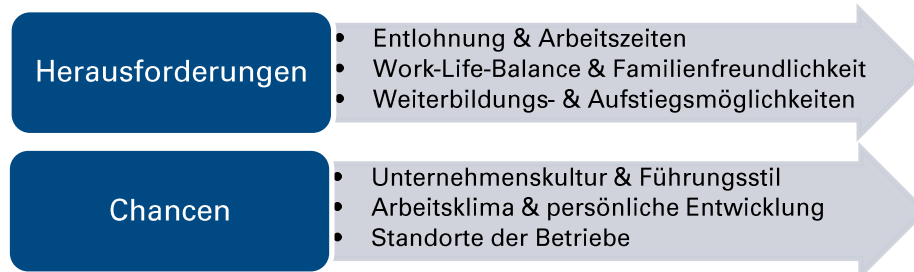 Herausforderungen
• Entlohnung & Arbeitszeiten
• Work-Life-Balance & Familienfreundlichkeit
• Weiterbildungs- & Aufstiegsmöglichkeiten
Chancen
• Unternehmenskultur & Führungsstil
• Arbeitsklima & persönliche Entwicklung
• Standorte der Betriebe